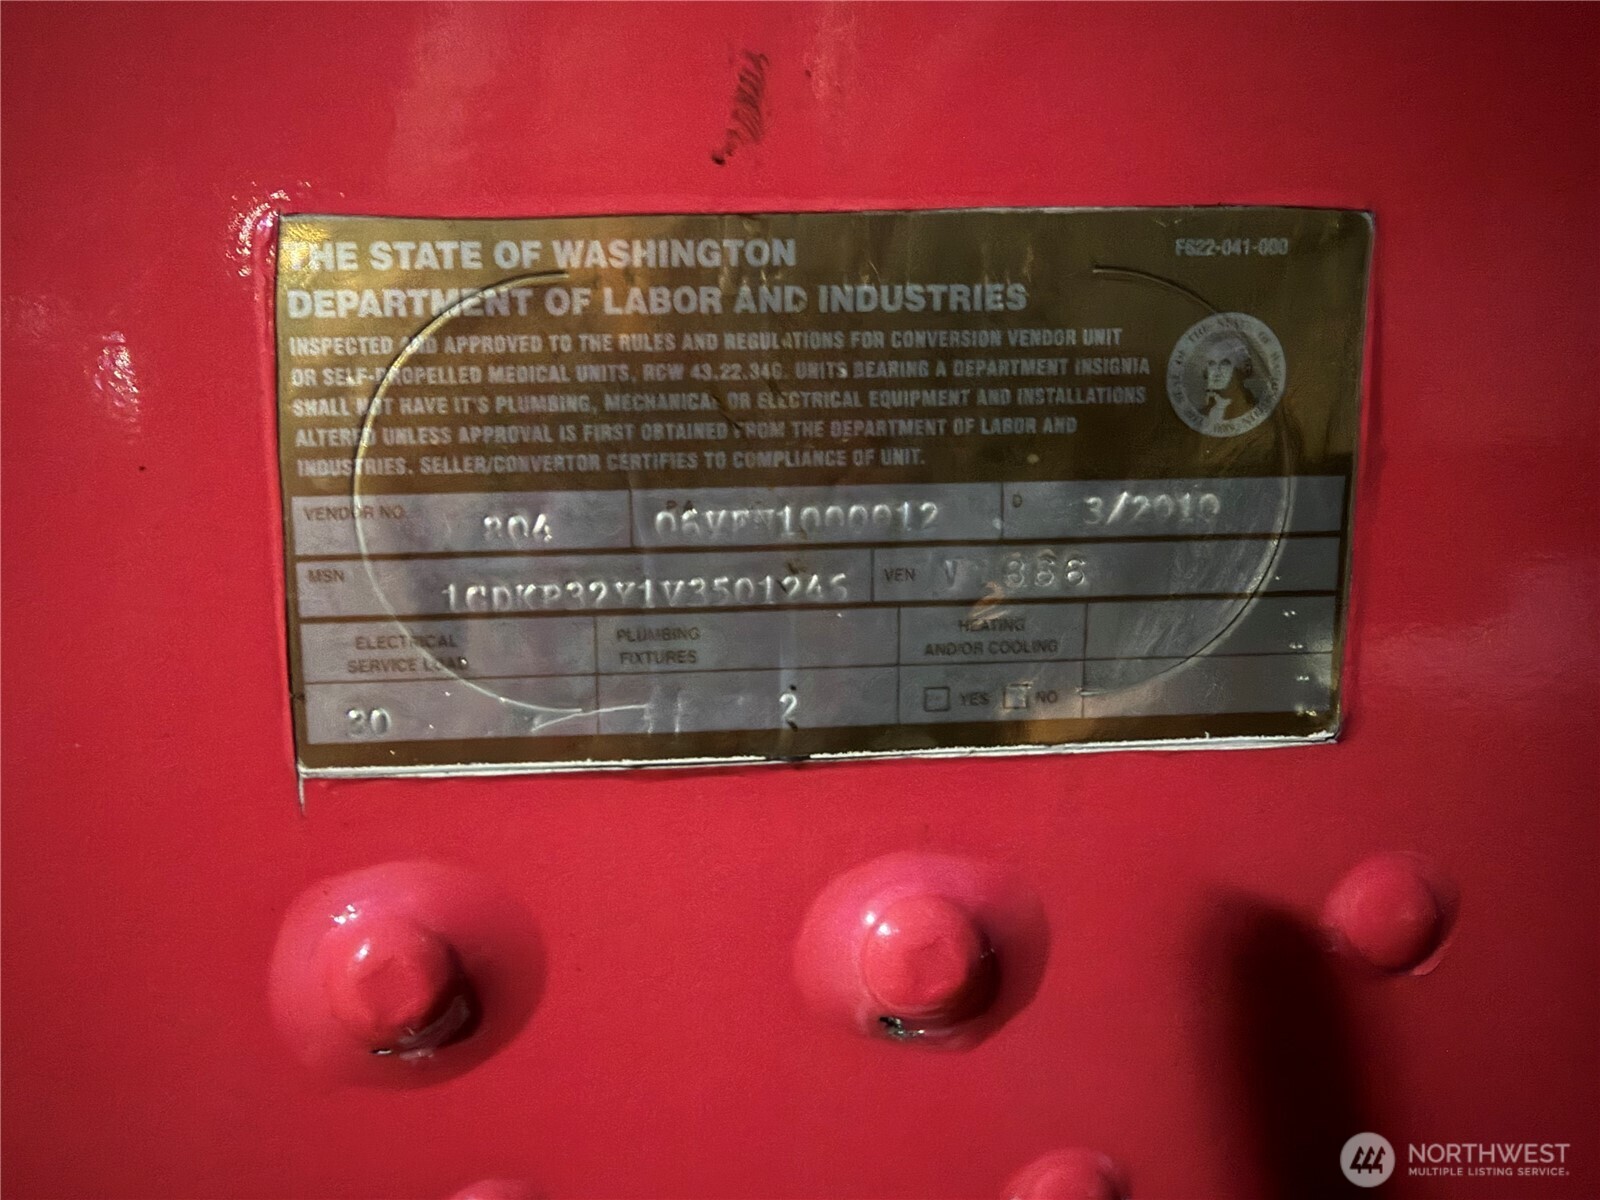 THE STATE OF WASHINGTON
F622-041-000
DEPARTMENT OF LABOR AND INDUSTRIES
INSPECTED AND APPROVED TO THE RULES AND REGULATIONS FOR CONVERSION VENDOR UNIT
OR SELF-PROPELLED MEDICAL UNITS, RCW 43.22.340. UNITS BEARING A DEPARTMENT INSIGNIA
SHALL NOT HAVE IT'S PLUMBING, MECHANICAL OR ELECTRICAL EQUIPMENT AND INSTALLATIONS
ALTERED UNLESS APPROVAL IS FIRST OBTAINED FROM THE DEPARTMENT OF LABOR AND
INDUSTRIES. SELLER/CONVERTOR CERTIFIES TO COMPLIANCE OF UNIT.
VENDOR NO. 804 D 3/2010
MSN VEN V 366
ELECTRICAL
SERVICE LOAD
PLUMBING
FIXTURES
HEATING
AND/OR COOLING
30 2 YES NO
NORTHWEST
MULTIPLE LISTING SERVICE